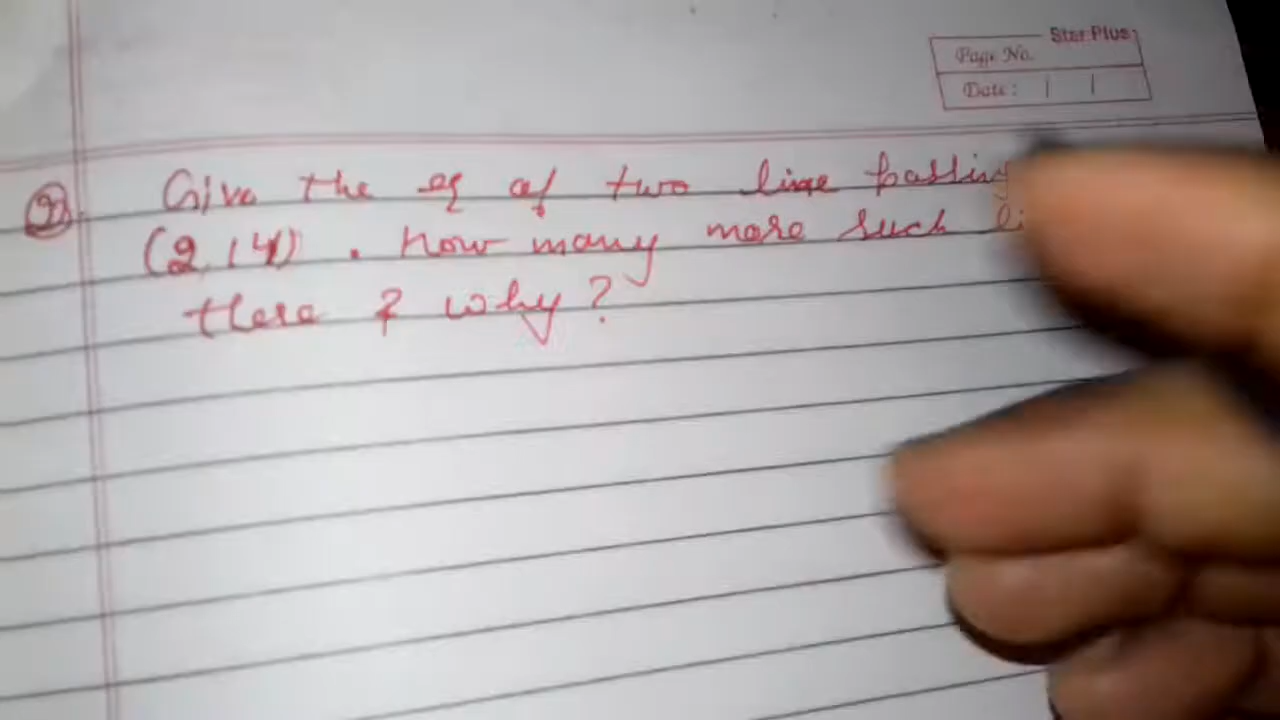 Star Plus
Page No.
Date:
Q
Give the eq of two line passing
(2, 14). How many more such
there & why?